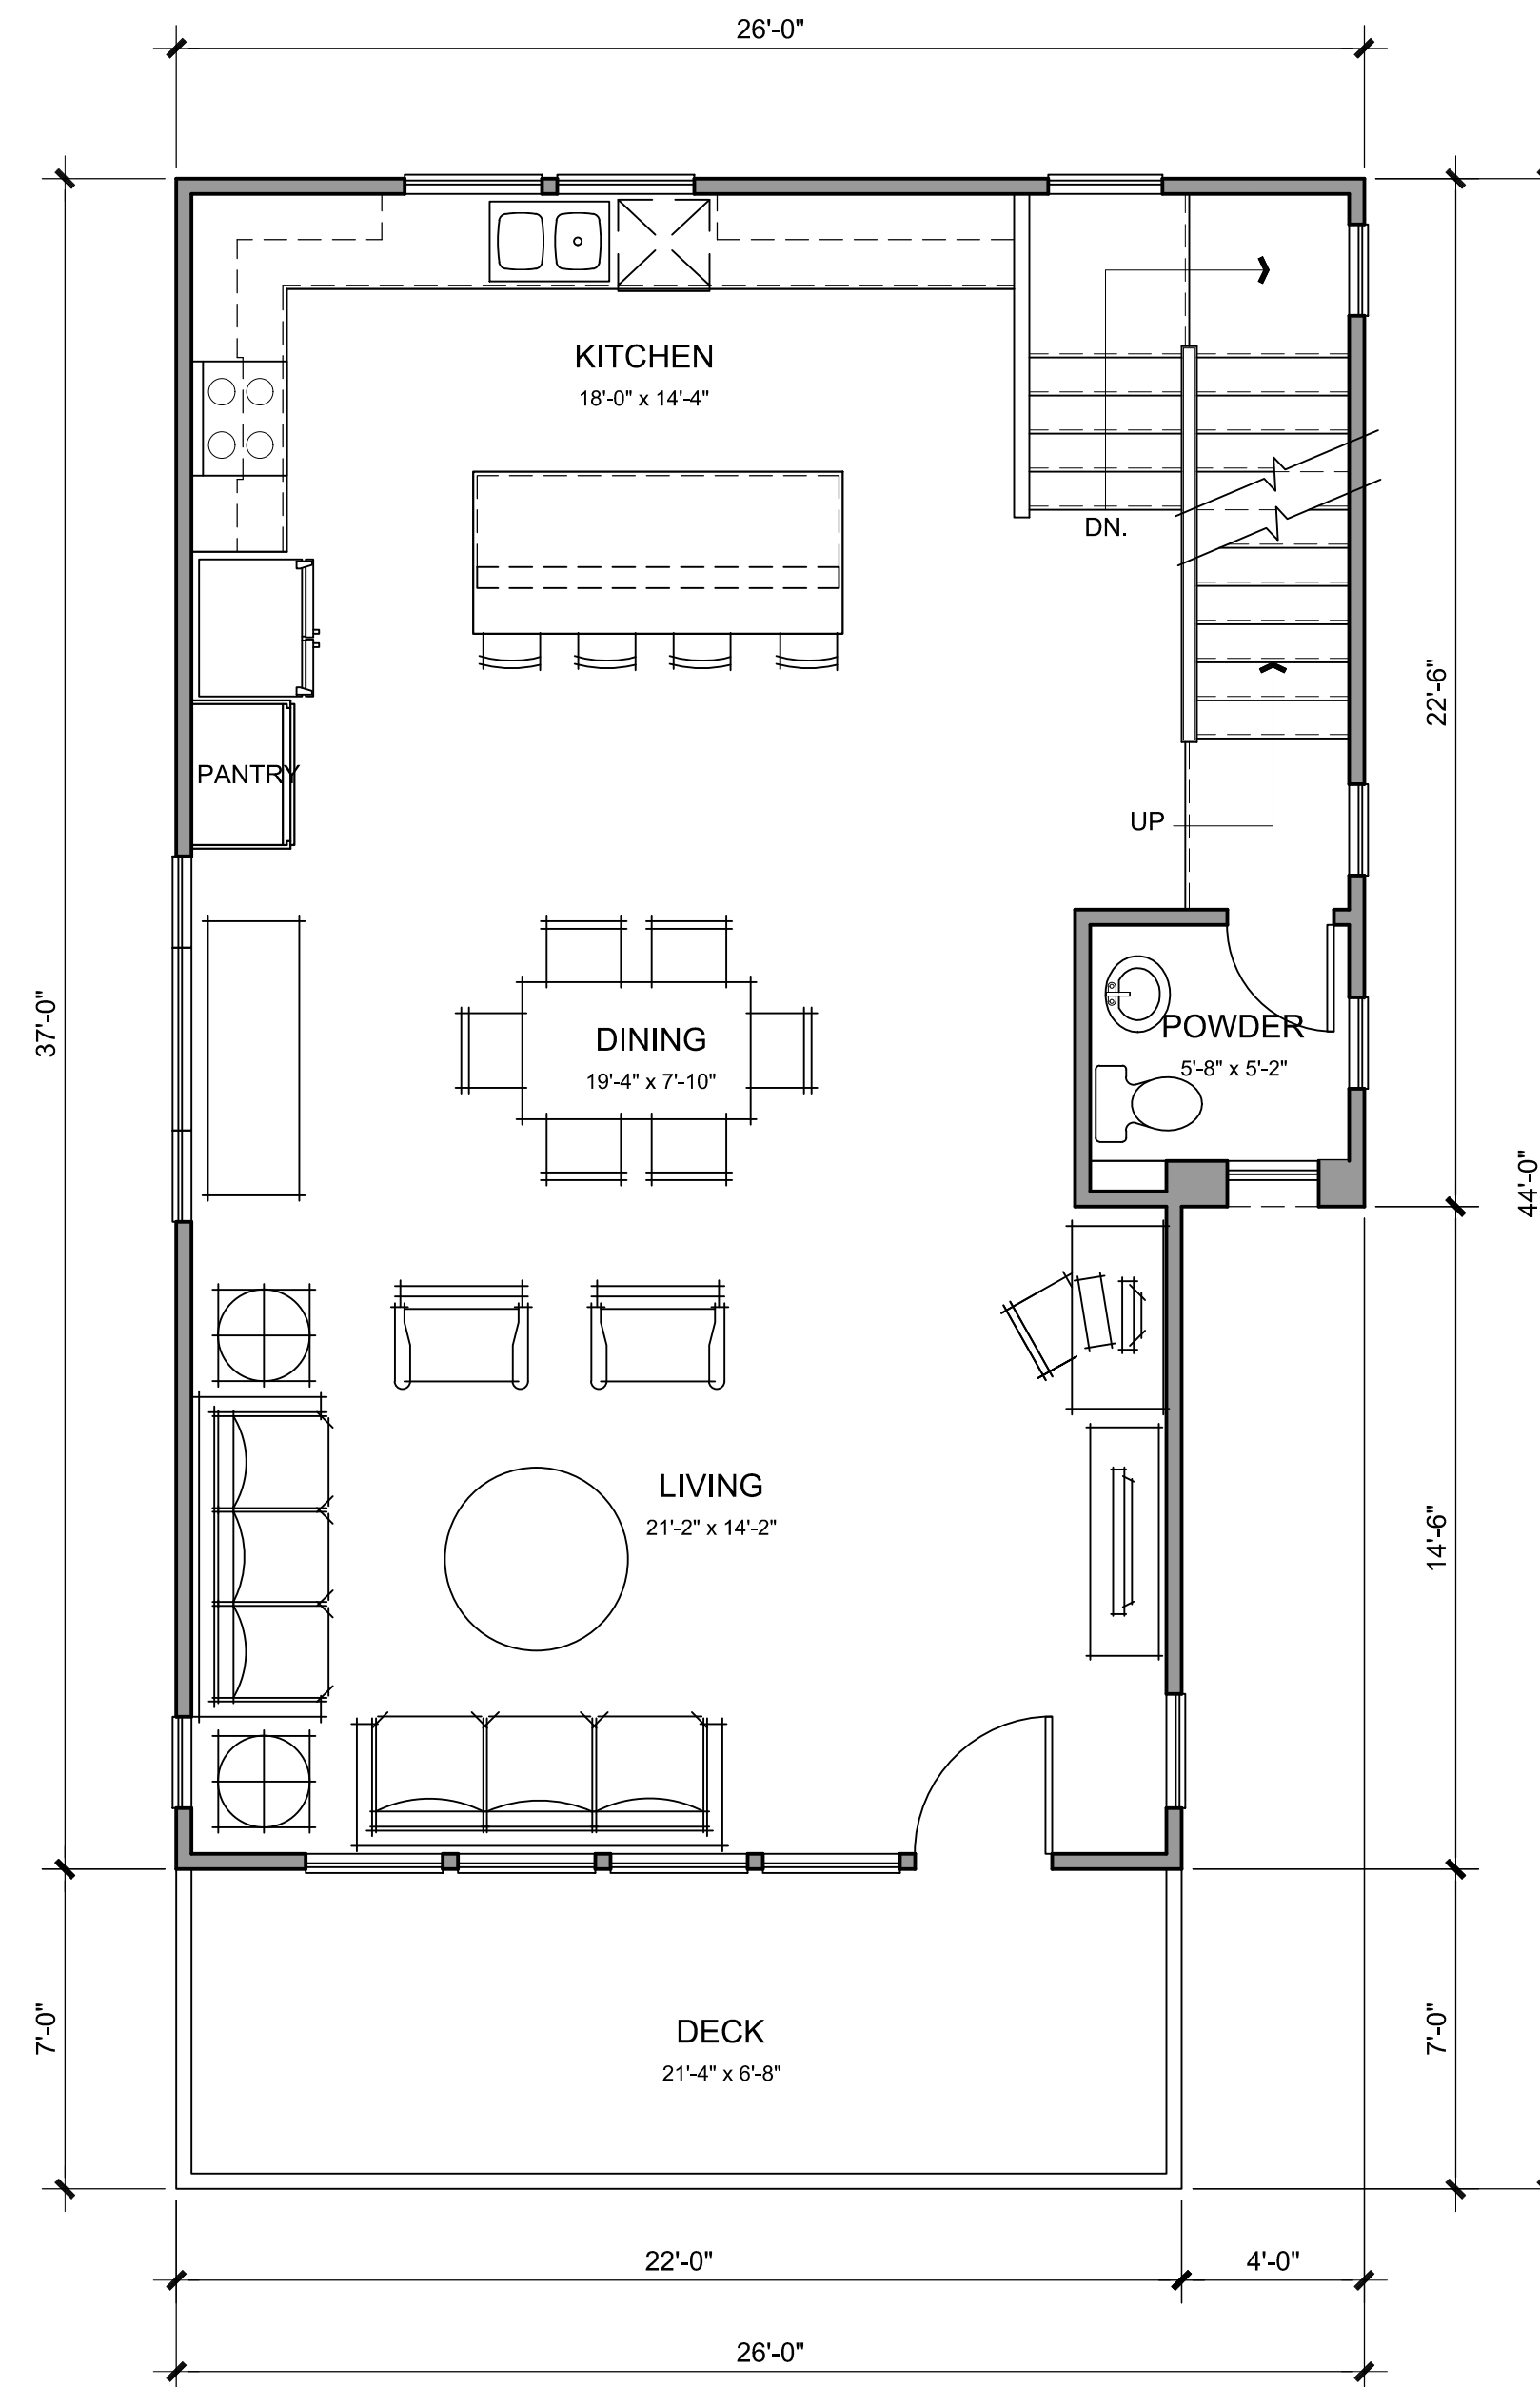 26'-0"
KITCHEN
18'-0" x 14'-4"
DN.
22'-6"
PANTRY
UP
37'-0"
DINING
19'-4" x 7'-10"
POWDER
5'-8" x 5'-2"
44'-0"
LIVING
21'-2" x 14'-2"
14'-6"
DECK
21'-4" x 6'-8"
7'-0"
7'-0"
22'-0"
4'-0"
26'-0"